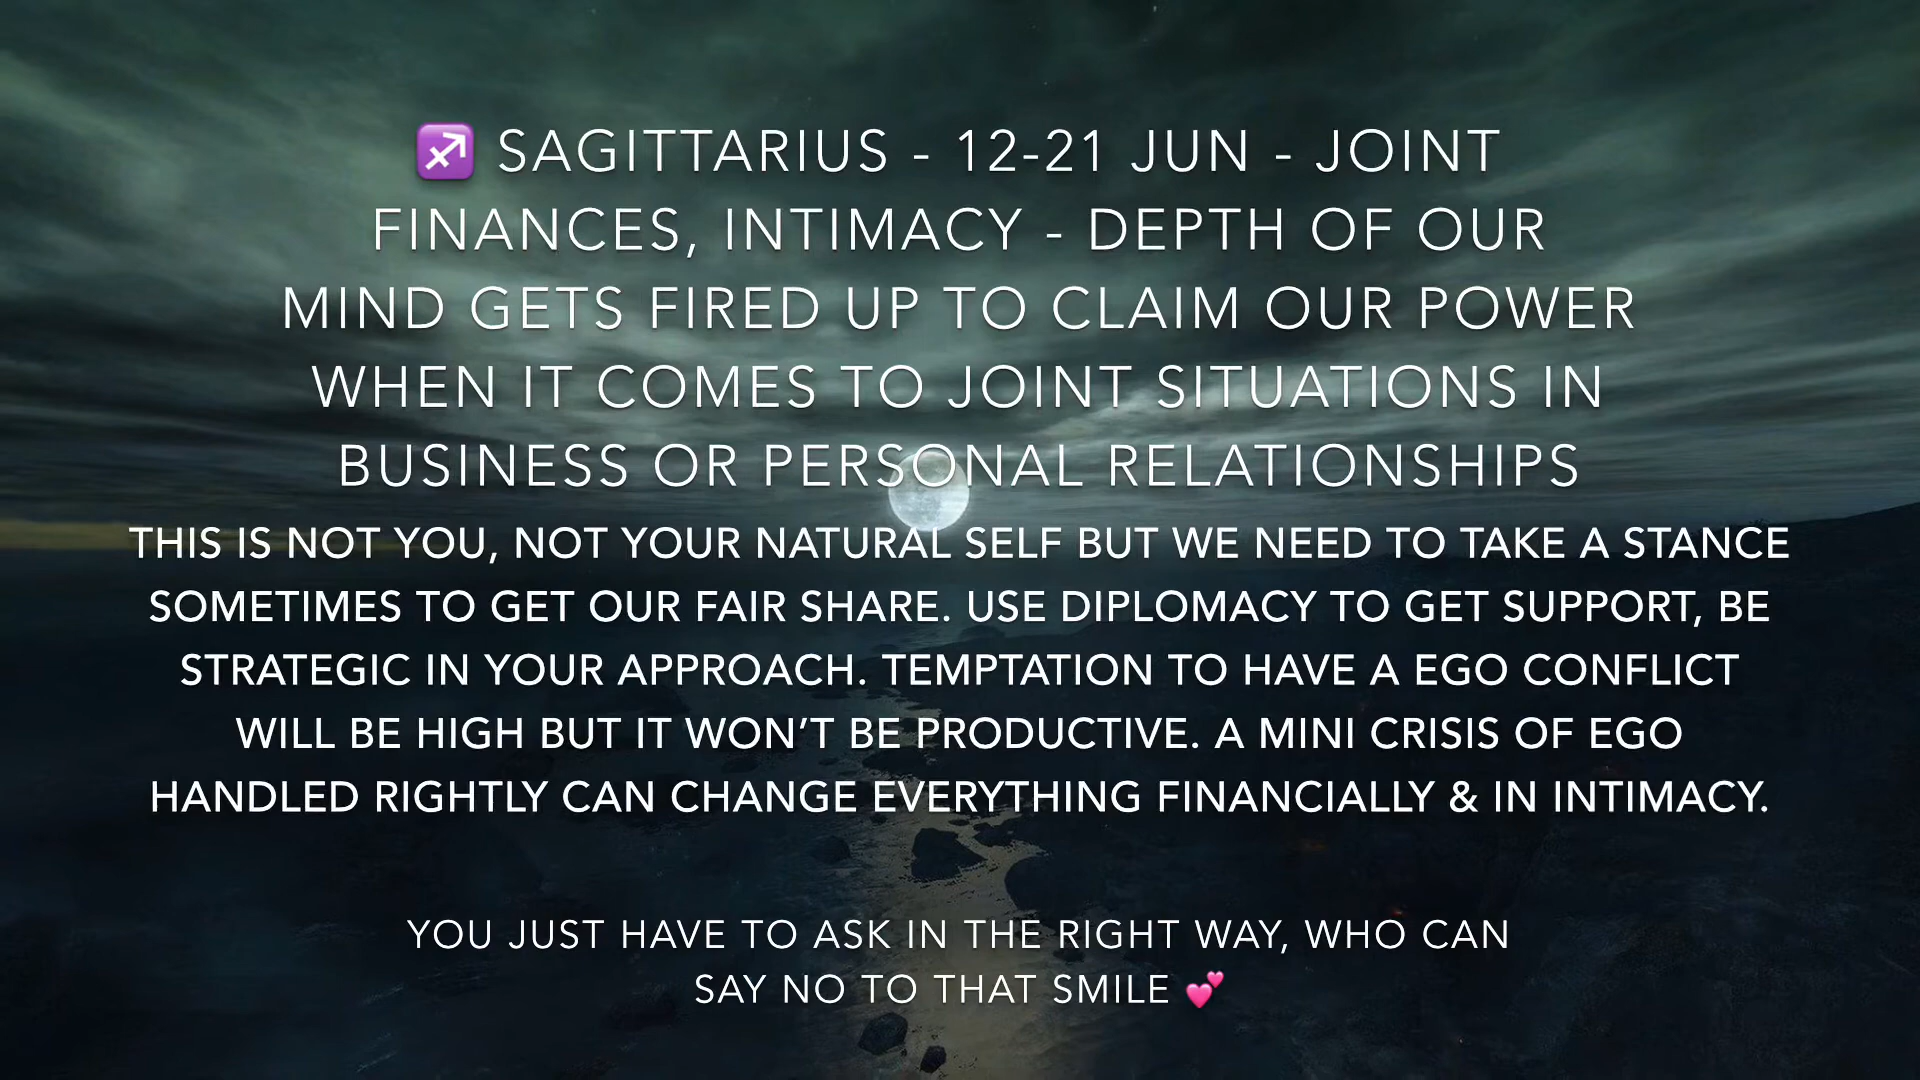 ♐ SAGITTARIUS - 12-21 JUN - JOINT
FINANCES, INTIMACY - DEPTH OF OUR
MIND GETS FIRED UP TO CLAIM OUR POWER
WHEN IT COMES TO JOINT SITUATIONS IN
BUSINESS OR PERSONAL RELATIONSHIPS
THIS IS NOT YOU, NOT YOUR NATURAL SELF BUT WE NEED TO TAKE A STANCE
SOMETIMES TO GET OUR FAIR SHARE. USE DIPLOMACY TO GET SUPPORT, BE
STRATEGIC IN YOUR APPROACH. TEMPTATION TO HAVE A EGO CONFLICT
WILL BE HIGH BUT IT WON’T BE PRODUCTIVE. A MINI CRISIS OF EGO
HANDLED RIGHTLY CAN CHANGE EVERYTHING FINANCIALLY & IN INTIMACY.
YOU JUST HAVE TO ASK IN THE RIGHT WAY, WHO CAN
SAY NO TO THAT SMILE 💕